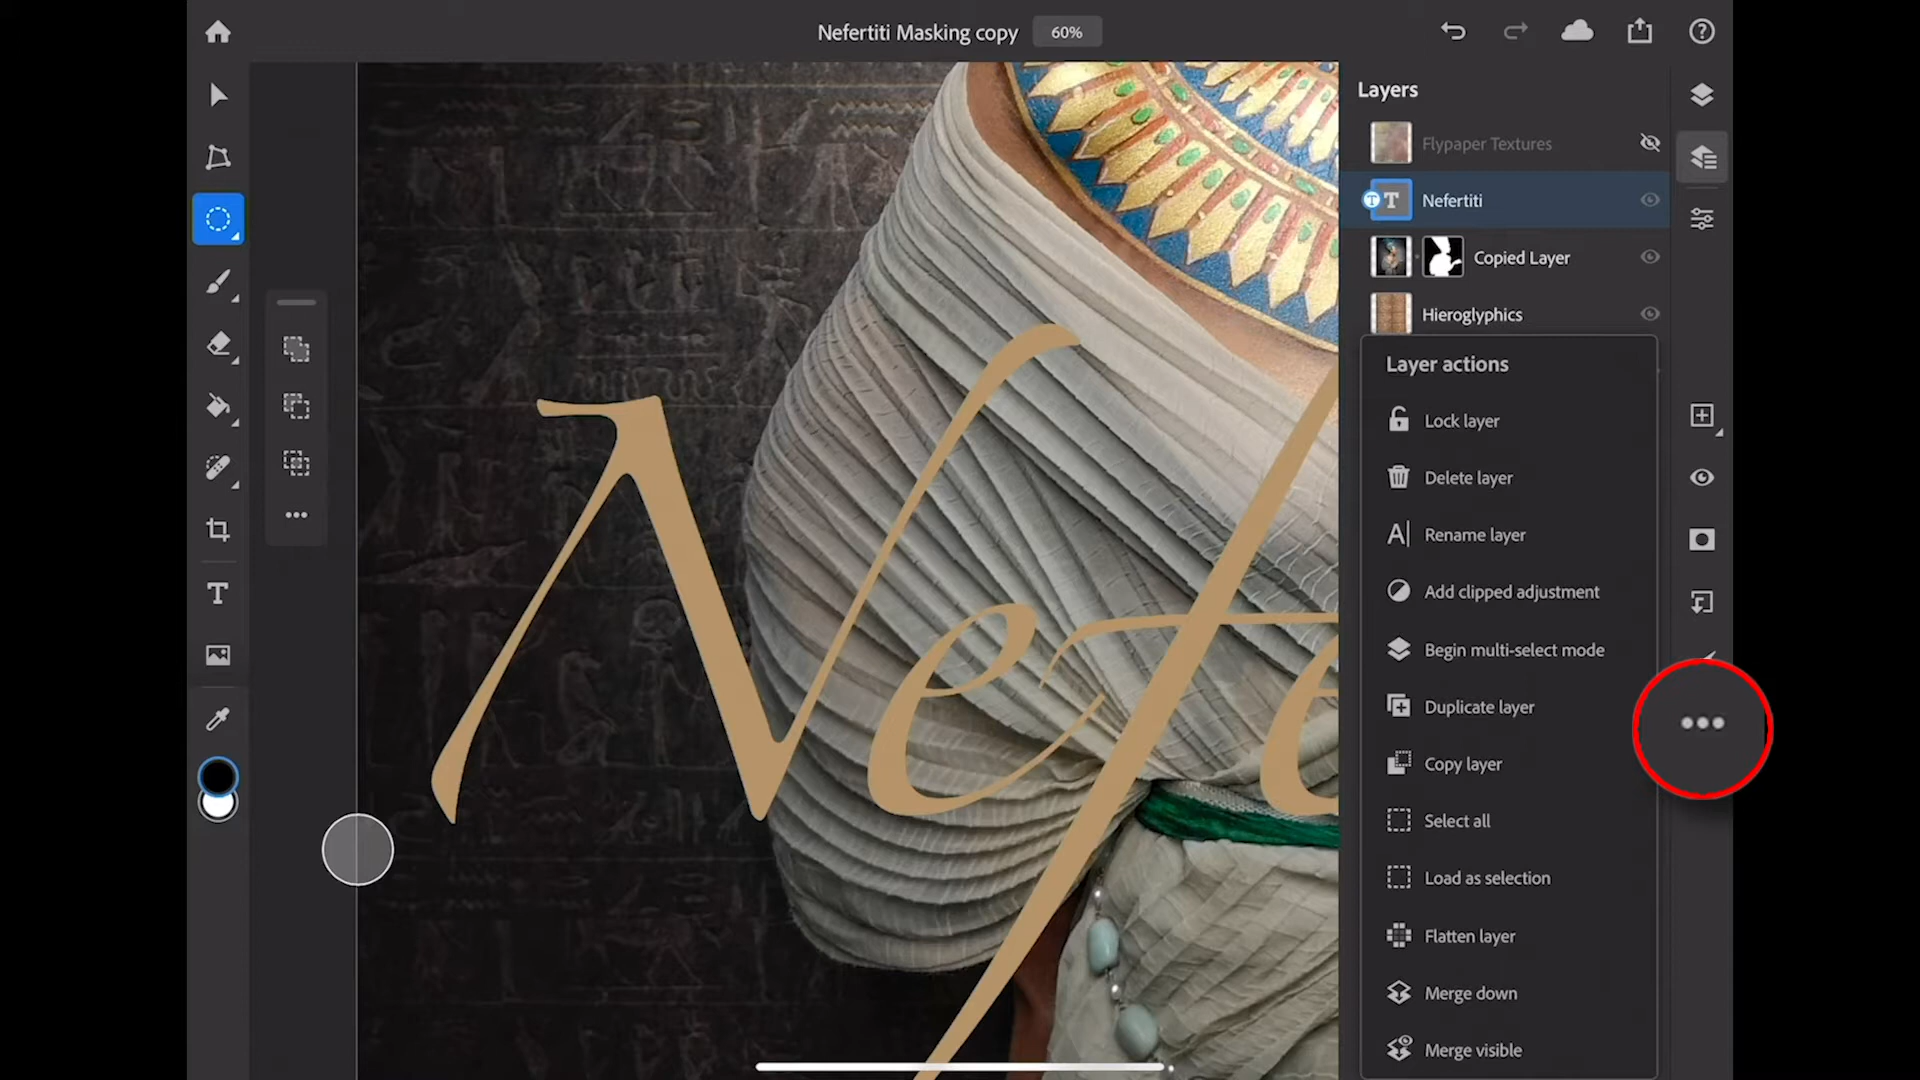 Nefertiti Masking copy
60%
Layers
Flypaper Textures
T T Nefertiti
Copied Layer
Hieroglyphics
Layer actions
Lock layer
Delete layer
A Rename layer
Add clipped adjustment
Begin multi-select mode
Duplicate layer
Copy layer
Select all
Load as selection
Flatten layer
Merge down
Merge visible
T
Nefe